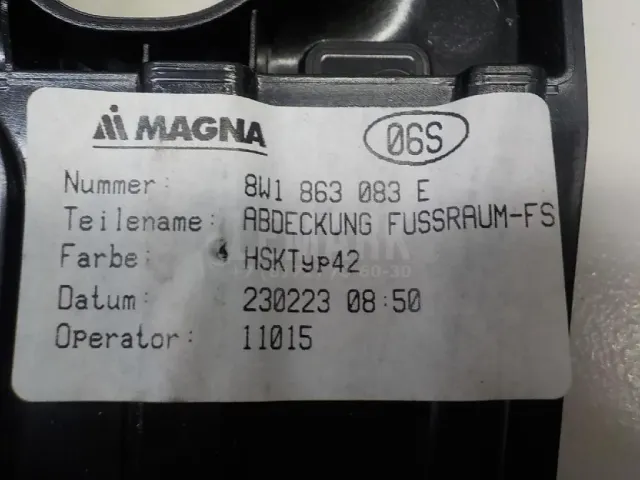 MAGNA
06S
Nummer: 8W1 863 083 E
Teilename: ABDECKUNG FUSSRAUM-FS
Farbe: HSKTyp42
Datum: 230223 08:50
Operator: 11015